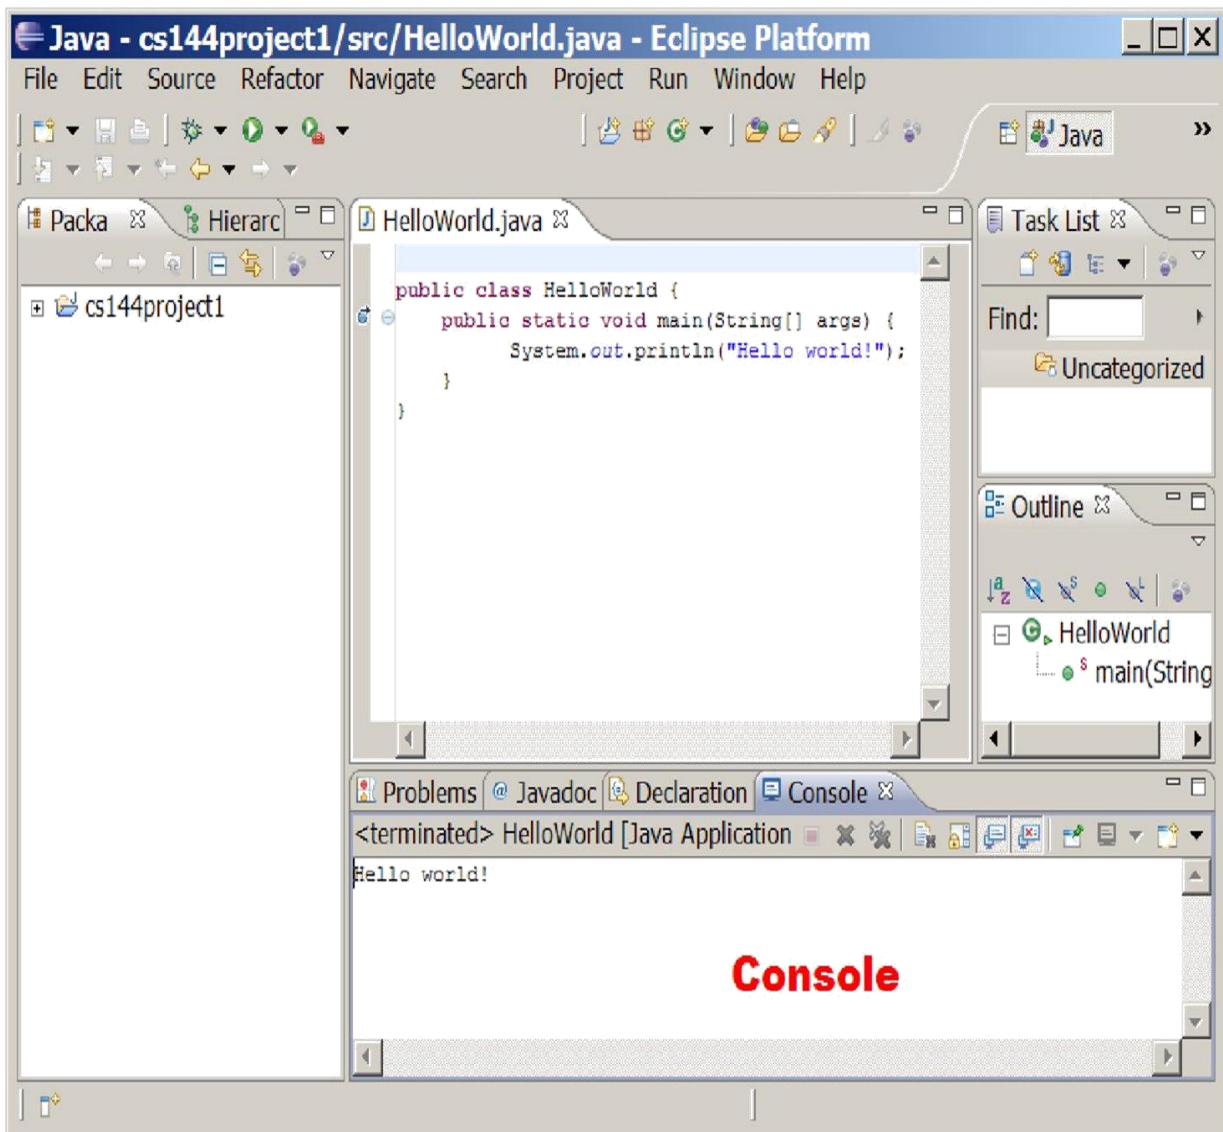 Java - cs144project1/src/HelloWorld.java - Eclipse Platform
File Edit Source Refactor Navigate Search Project Run Window Help
Java
Packa Hierarc
cs144project1
HelloWorld.java
public class HelloWorld {
public static void main(String[] args) {
System.out.println("Hello world!");
}
}
Task List
Find:
Uncategorized
Outline
HelloWorld
main(String
Problems Javadoc Declaration Console
<terminated> HelloWorld [Java Application
Hello world!
Console